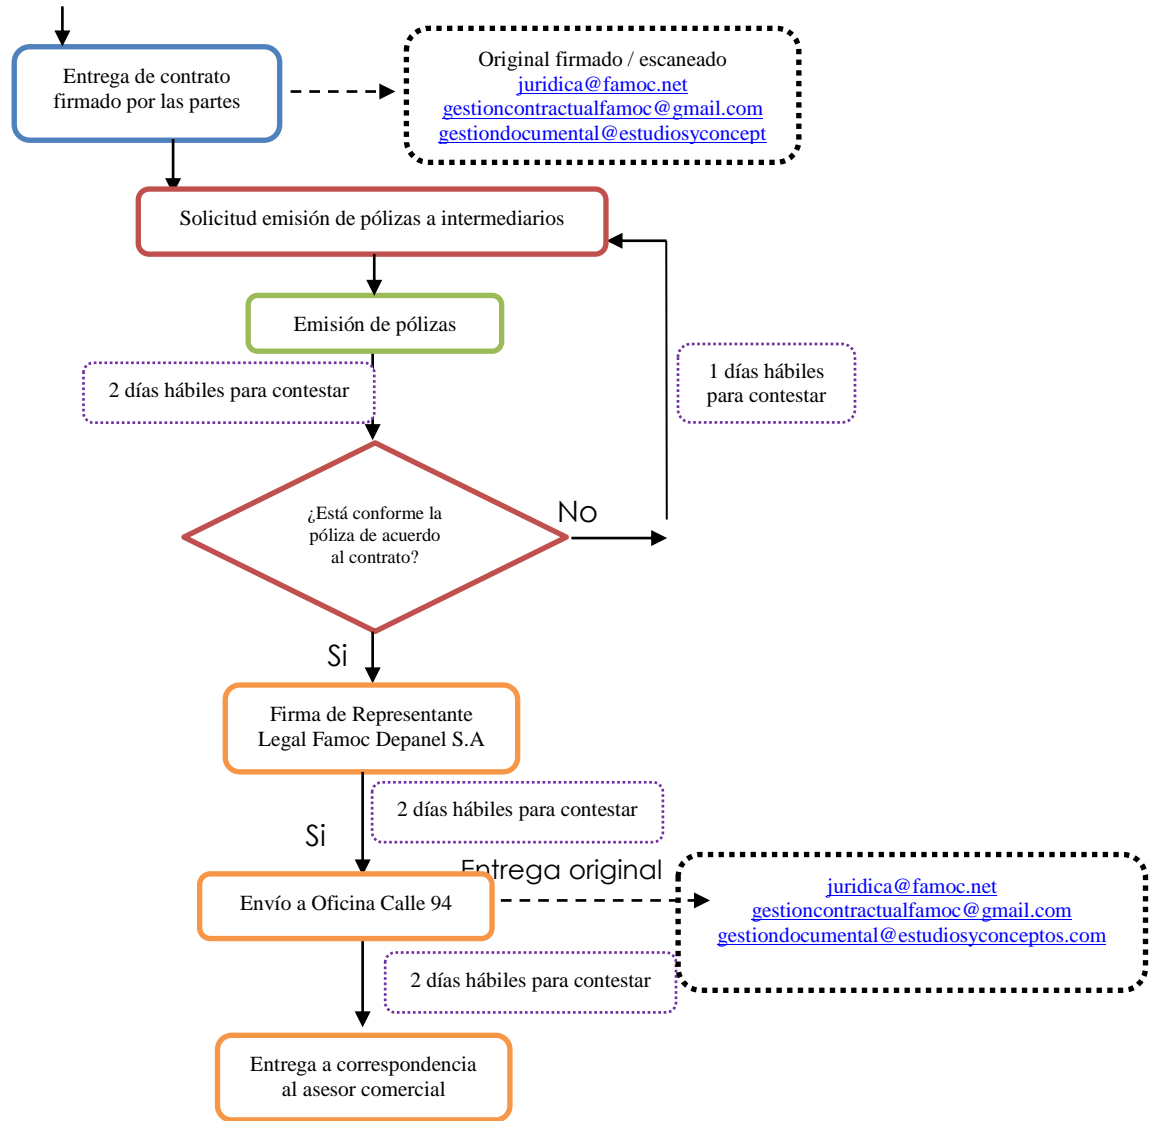 Entrega de contrato
firmado por las partes
Original firmado / escaneado
juridica@famoc.net
gestioncontractualfamoc@gmail.com
gestiondocumental@estudiosyconcept
Solicitud emisión de pólizas a intermediarios
Emisión de pólizas
2 días hábiles para contestar
1 días hábiles
para contestar
¿Está conforme la
póliza de acuerdo
al contrato?
No
Si
Firma de Representante
Legal Famoc Depanel S.A
2 días hábiles para contestar
Si
Entrega original
Envío a Oficina Calle 94
juridica@famoc.net
gestioncontractualfamoc@gmail.com
gestiondocumental@estudiosyconceptos.com
2 días hábiles para contestar
Entrega a correspondencia
al asesor comercial